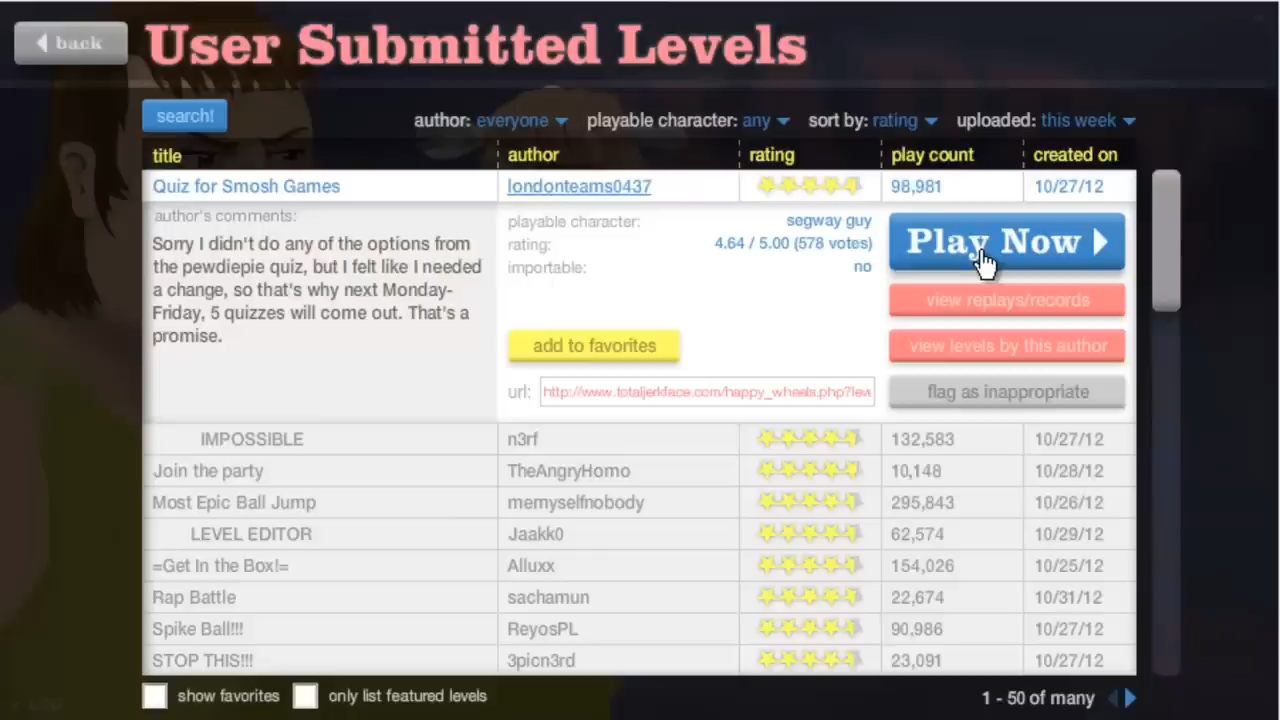 back
User Submitted Levels
search!
author: everyone playable character: any sort by: rating uploaded: this week
title author rating play count created on
Quiz for Smosh Games londonteams0437 98,981 10/27/12
author's comments:
Sorry I didn't do any of the options from
the pewdiepie quiz, but I felt like I needed
a change, so that's why next Monday-
Friday, 5 quizzes will come out. That's a
promise.
playable character: segway guy
rating: 4.64 / 5.00 (578 votes)
importable: no
add to favorites
url: http://www.totaljerkface.com/happy_wheels.php?lev
Play Now
view replays/records
view levels by this author
flag as inappropriate
IMPOSSIBLE n3rf 132,583 10/27/12
Join the party TheAngryHomo 10,148 10/28/12
Most Epic Ball Jump memyselfnobody 295,843 10/26/12
LEVEL EDITOR Jaakk0 62,574 10/29/12
=Get In the Box!= Alluxx 154,026 10/25/12
Rap Battle sachamun 22,674 10/31/12
Spike Ball!!! ReyosPL 90,986 10/27/12
STOP THIS!!! 3picn3rd 23,091 10/27/12
show favorites only list featured levels 1 - 50 of many